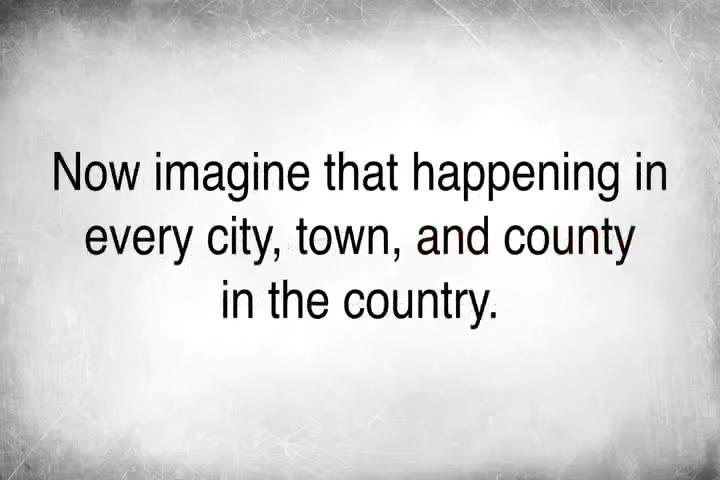 Now imagine that happening in
every city, town, and county
in the country.